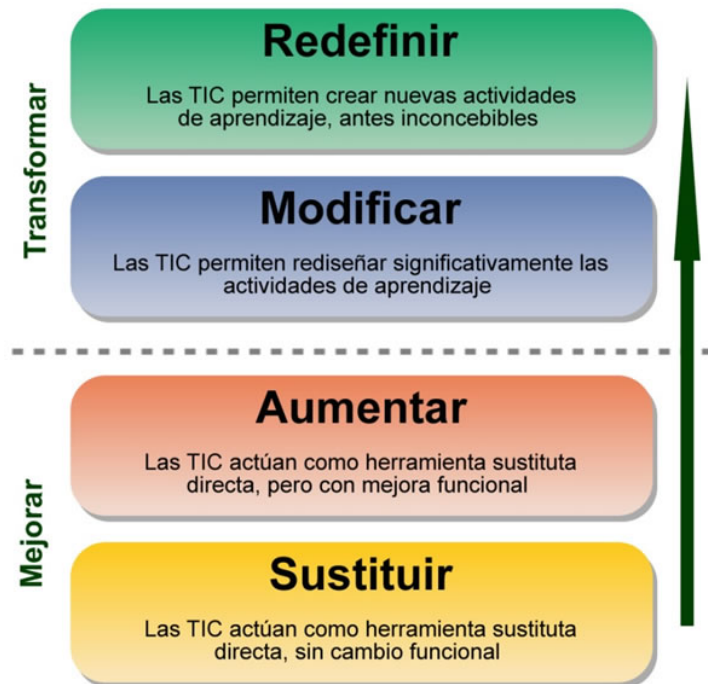 Transformar
Redefinir
Las TIC permiten crear nuevas actividades
de aprendizaje, antes inconcebibles
Modificar
Las TIC permiten rediseñar significativamente las
actividades de aprendizaje
Mejorar
Aumentar
Las TIC actúan como herramienta sustituta
directa, pero con mejora funcional
Sustituir
Las TIC actúan como herramienta sustituta
directa, sin cambio funcional